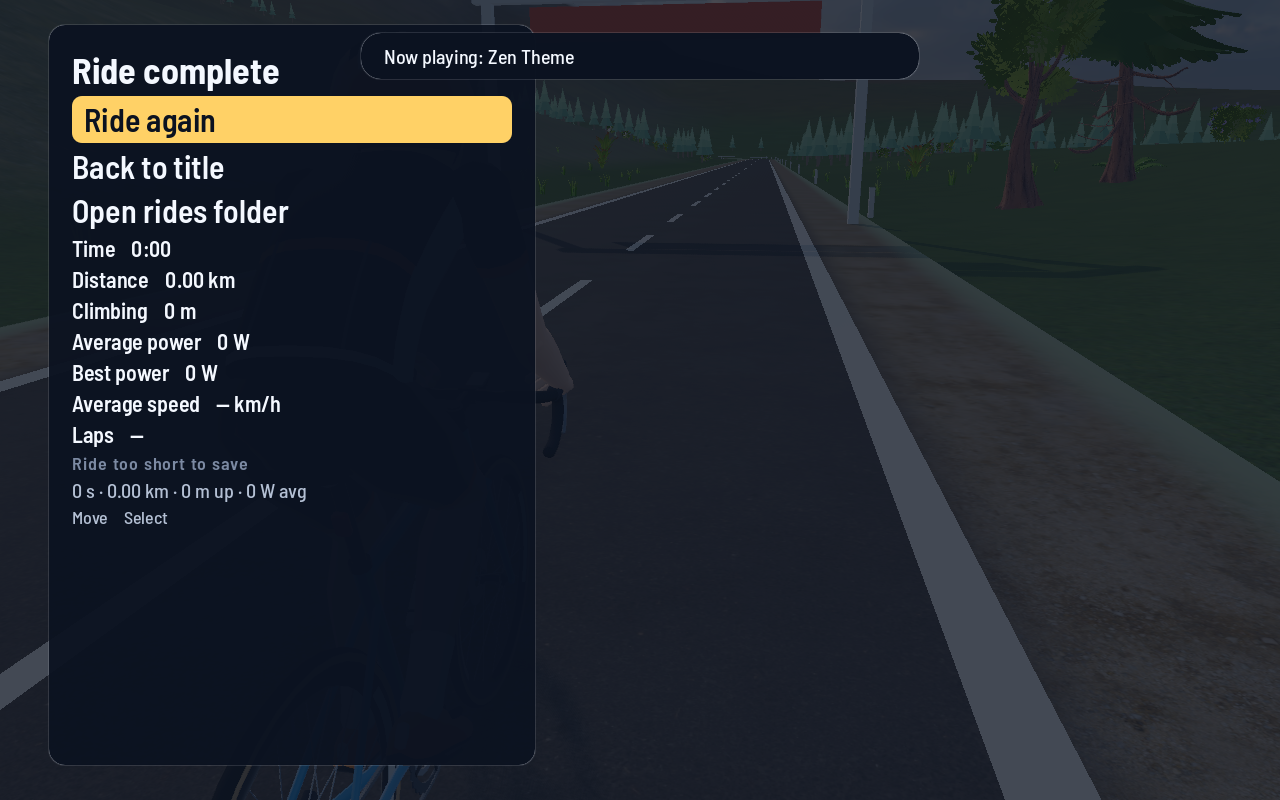 Now playing: Zen Theme
Ride complete
Ride again
Back to title
Open rides folder
Time 0:00
Distance 0.00 km
Climbing 0 m
Average power 0 W
Best power 0 W
Average speed – km/h
Laps –
Ride too short to save
0 s · 0.00 km · 0 m up · 0 W avg
Move Select